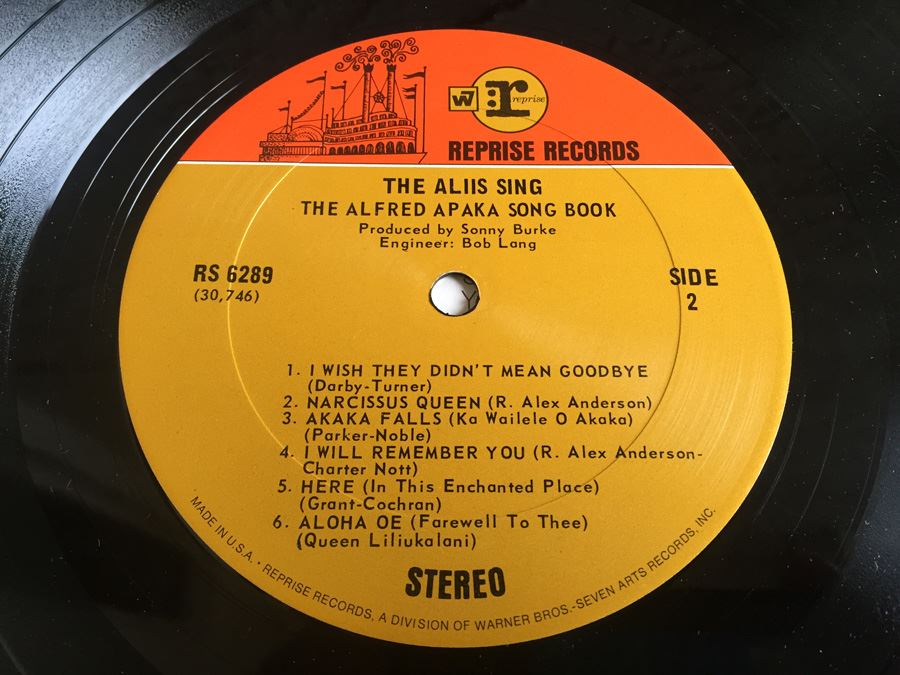 W7 r: reprise
REPRISE RECORDS
THE ALIIS SING
THE ALFRED APAKA SONG BOOK
Produced by Sonny Burke
Engineer: Bob Lang
RS 6289
(30,746)
SIDE
2
1. I WISH THEY DIDN'T MEAN GOODBYE
(Darby-Turner)
2. NARCISSUS QUEEN (R. Alex Anderson)
3. AKAKA FALLS (Ka Wailele O Akaka)
(Parker-Noble)
4. I WILL REMEMBER YOU (R. Alex Anderson-
Charter Nott)
5. HERE (In This Enchanted Place)
(Grant-Cochran)
6. ALOHA OE (Farewell To Thee)
(Queen Liliukalani)
STEREO
MADE IN U.S.A. • REPRISE RECORDS, A DIVISION OF WARNER BROS.-SEVEN ARTS RECORDS, INC.